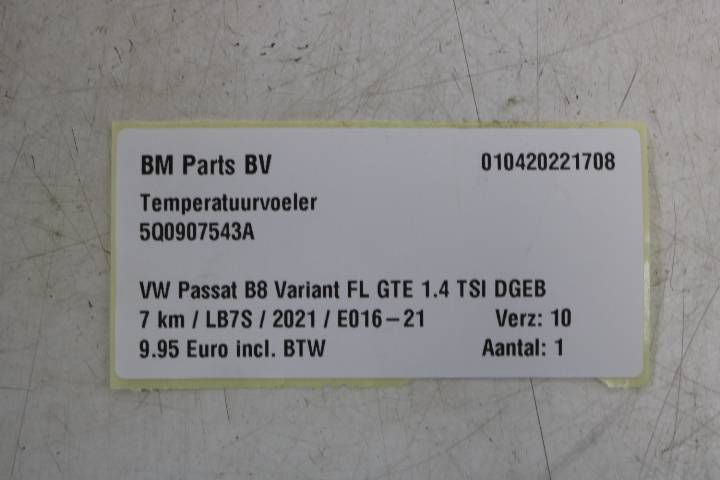 BM Parts BV 010420221708
Temperatuurvoeler
5Q0907543A
VW Passat B8 Variant FL GTE 1.4 TSI DGEB
7 km / LB7S / 2021 / E016-21 Verz: 10
9.95 Euro incl. BTW Aantal: 1